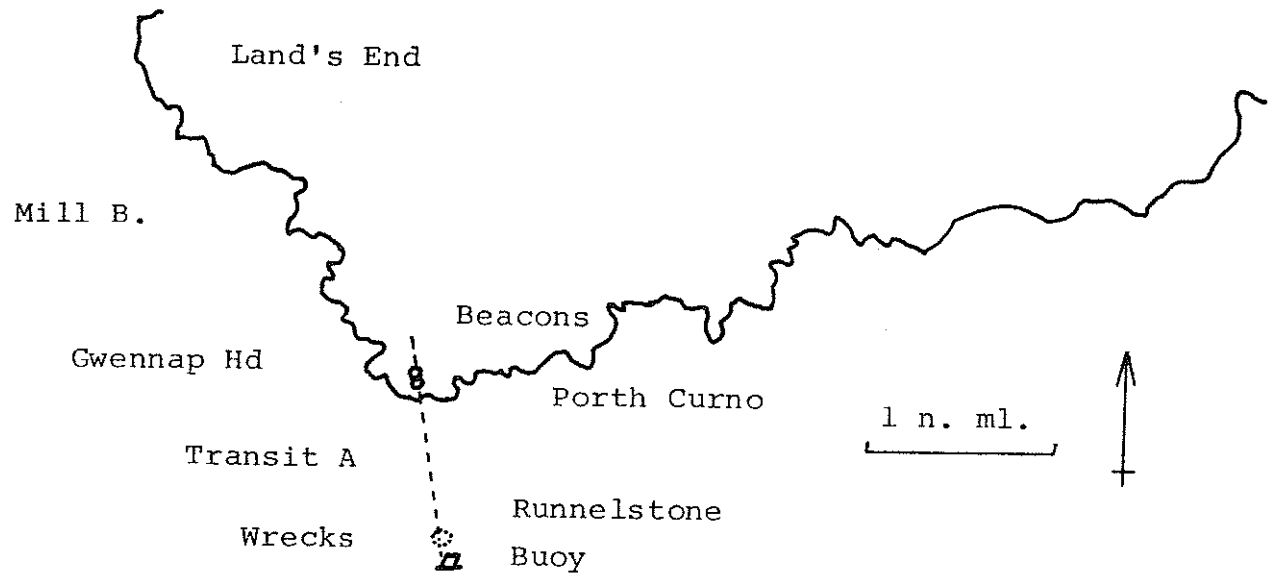 Land's End
Mill B.
Beacons
Gwennap Hd
Porth Curno
1 n. ml.
Transit A
Runnelstone
Wrecks
Buoy